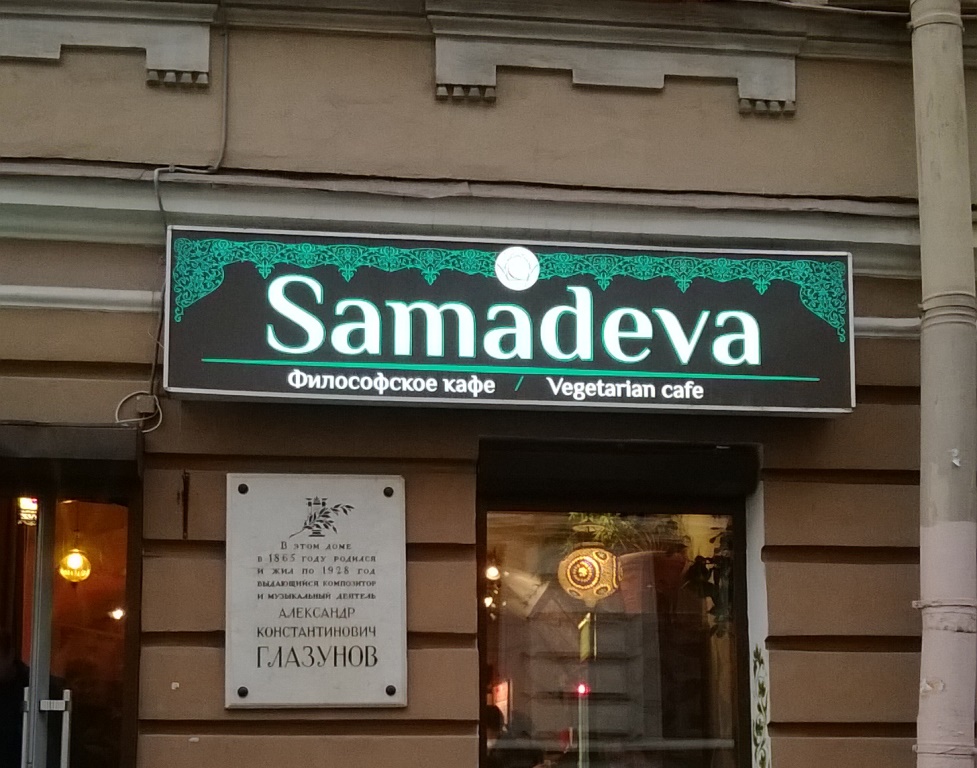 Samadeva
Философское кафе / Vegetarian cafe
В ЭТОМ ДОМЕ
В 1865 ГОДУ РОДИЛСЯ
И ЖИЛ ПО 1928 ГОД
ВЫДАЮЩИЙСЯ КОМПОЗИТОР
И МУЗЫКАЛЬНЫЙ ДЕЯТЕЛЬ
АЛЕКСАНДР
КОНСТАНТИНОВИЧ
ГЛАЗУНОВ